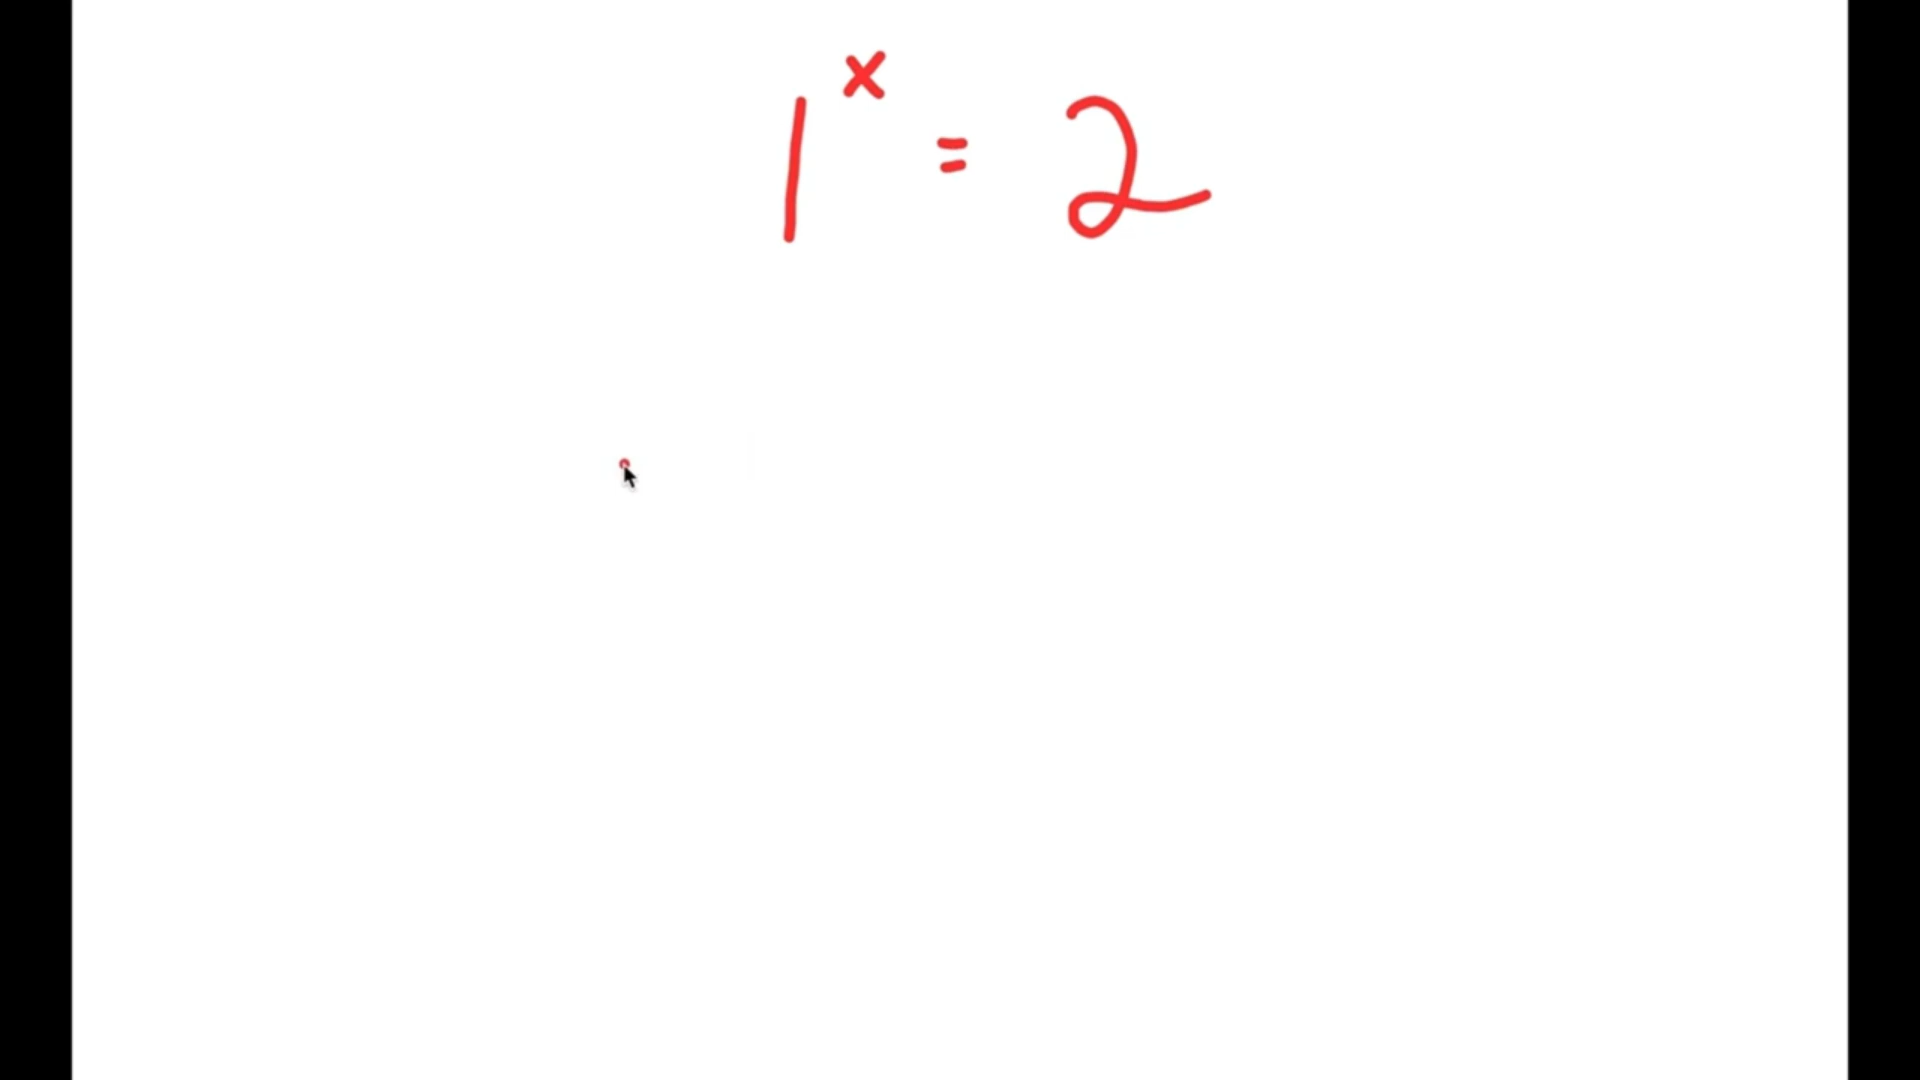 1^x = 2